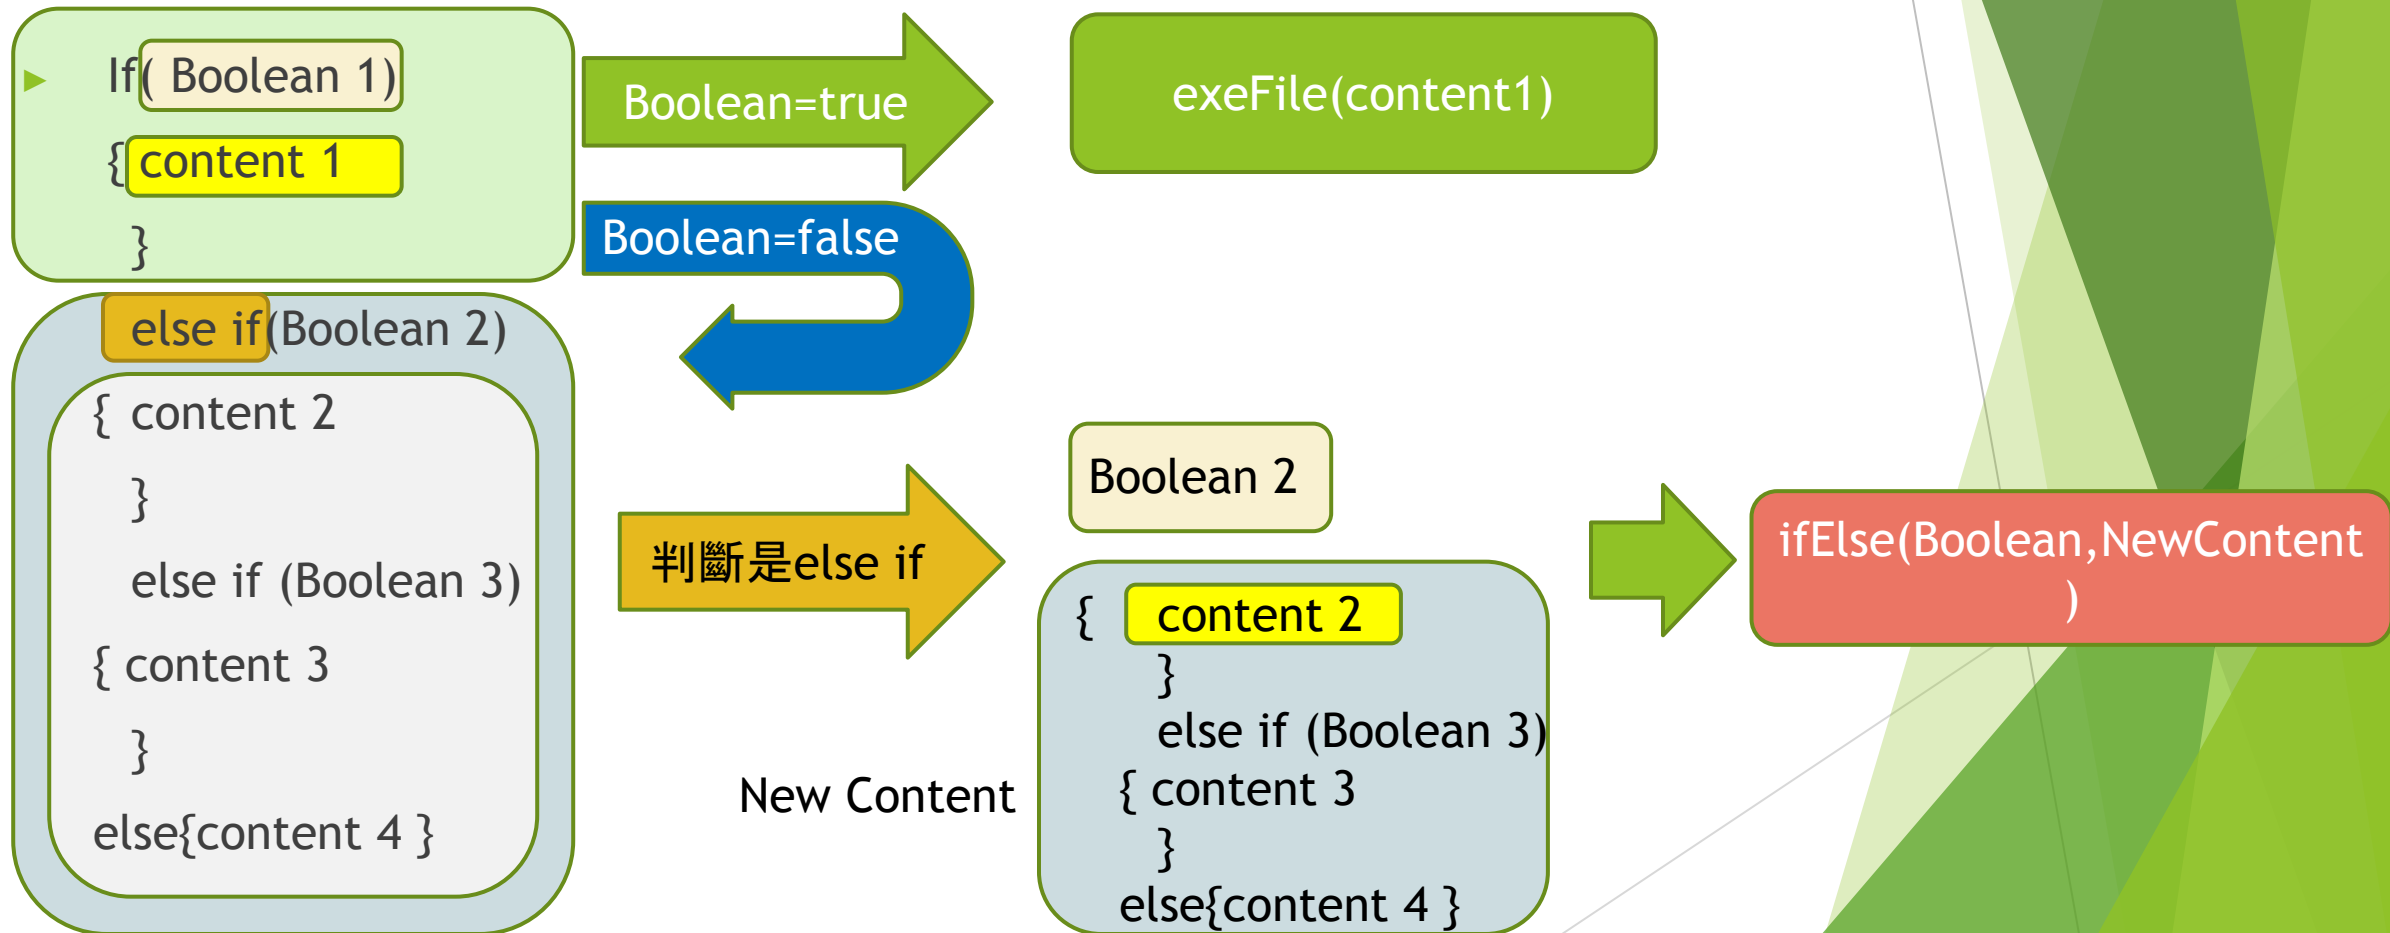 If( Boolean 1)
{ content 1
}
else if(Boolean 2)
{ content 2
}
else if (Boolean 3)
{ content 3
}
else{content 4 }
Boolean=true
exeFile(content1)
Boolean=false
判斷是else if
Boolean 2
New Content
{ content 2
}
else if (Boolean 3)
{ content 3
}
else{content 4 }
ifElse(Boolean,NewContent
)